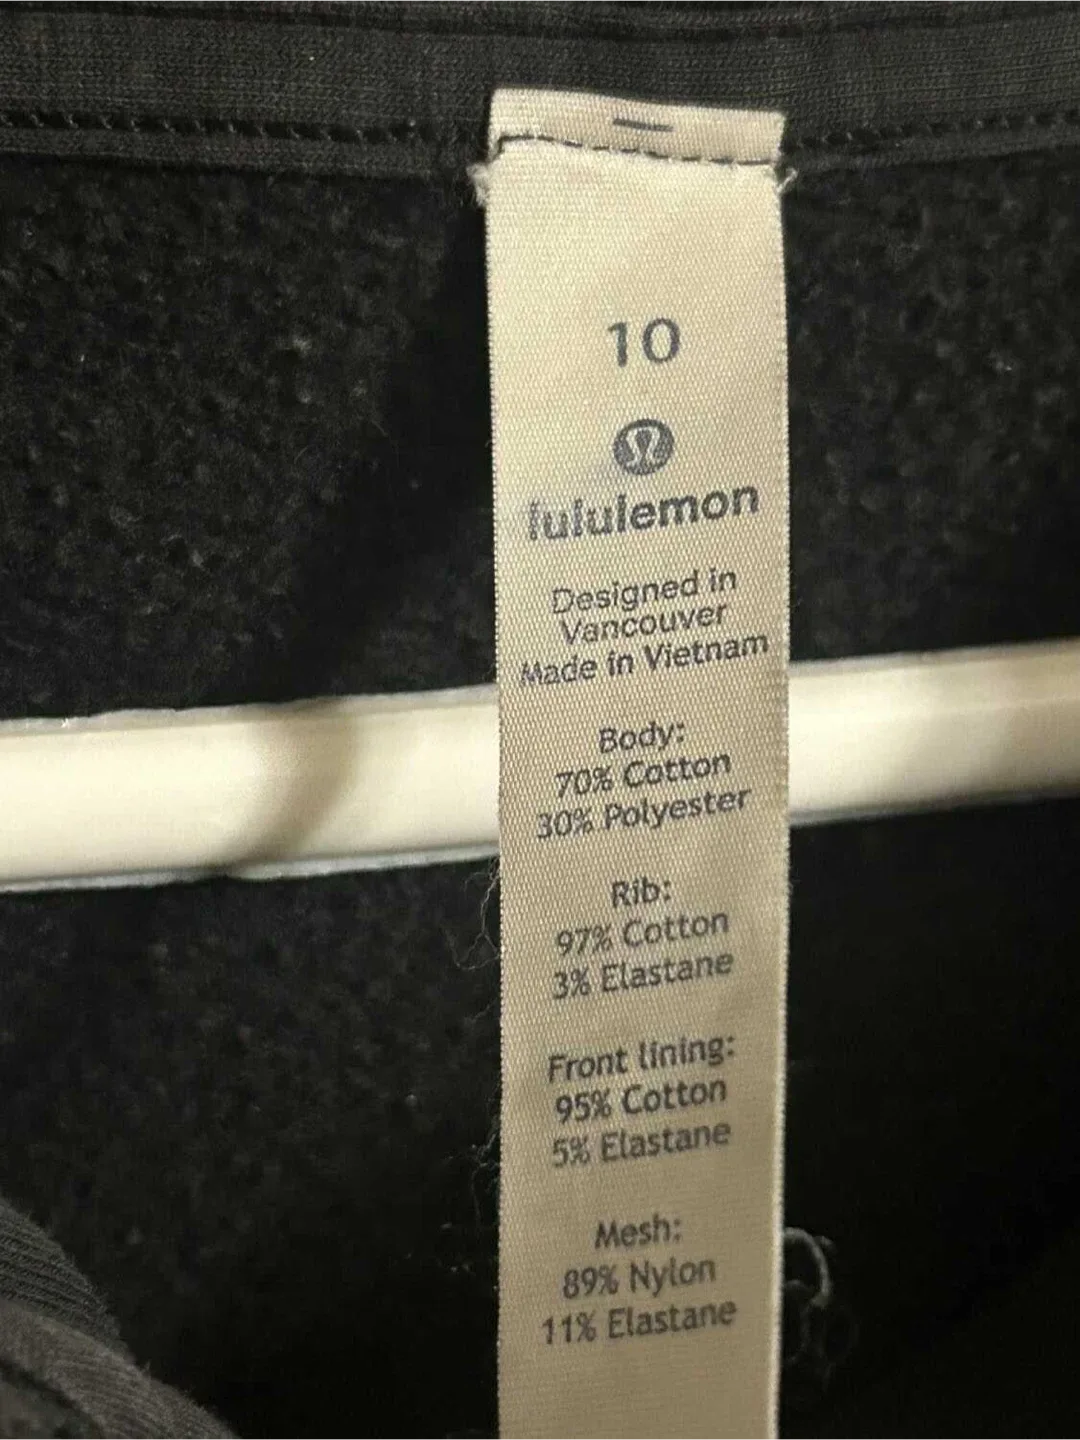 10
lululemon
Designed in
Vancouver
Made in Vietnam
Body:
70% Cotton
30% Polyester
Rib:
97% Cotton
3% Elastane
Front lining:
95% Cotton
5% Elastane
Mesh:
89% Nylon
11% Elastane